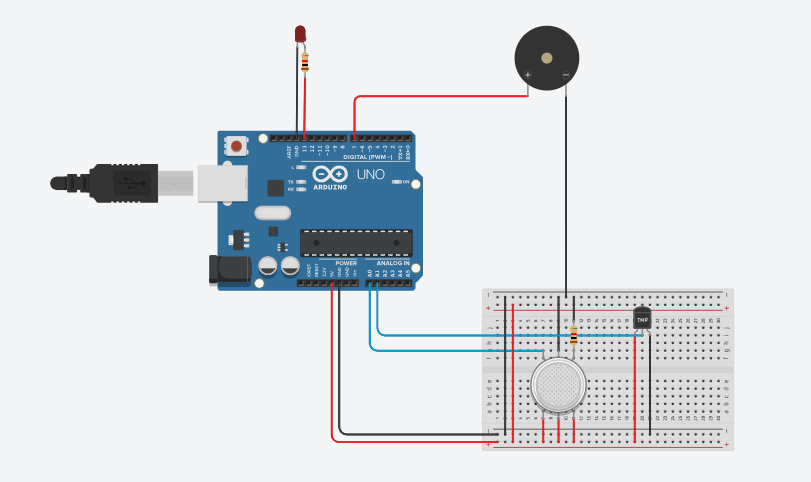 + −
AREF
GND
13
12
~11
~10
~9
8
7
~6
~5
4
~3
2
TX→1
RX←0
DIGITAL (PWM~)
L
TX
RX
ARDUINO
UNO
ON
POWER
ANALOG IN
IOREF
RESET
3.3V
5V
GND
GND
Vin
A0
A1
A2
A3
A4
A5
TMP